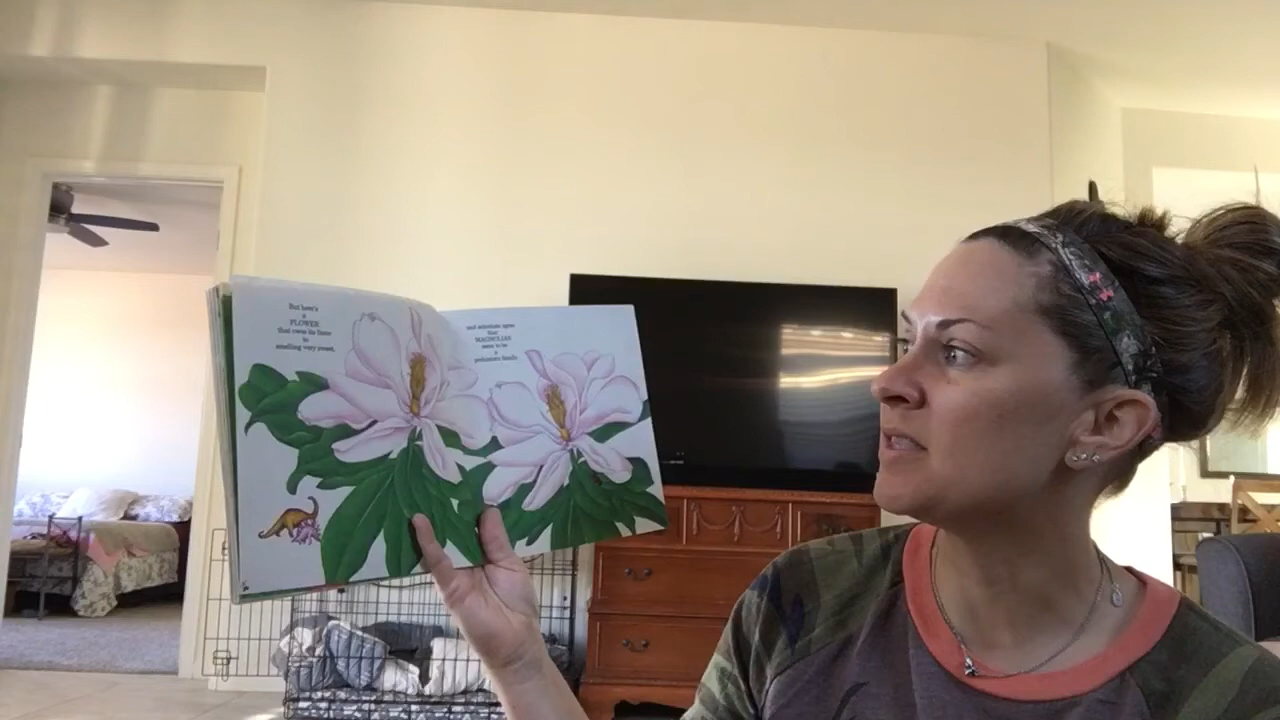 But here's
a
FLOWER
that owes its fame
to
smelling very sweet,
and scientists agree
that
MAGNOLIAS
seem to be
a
prehistoric family.